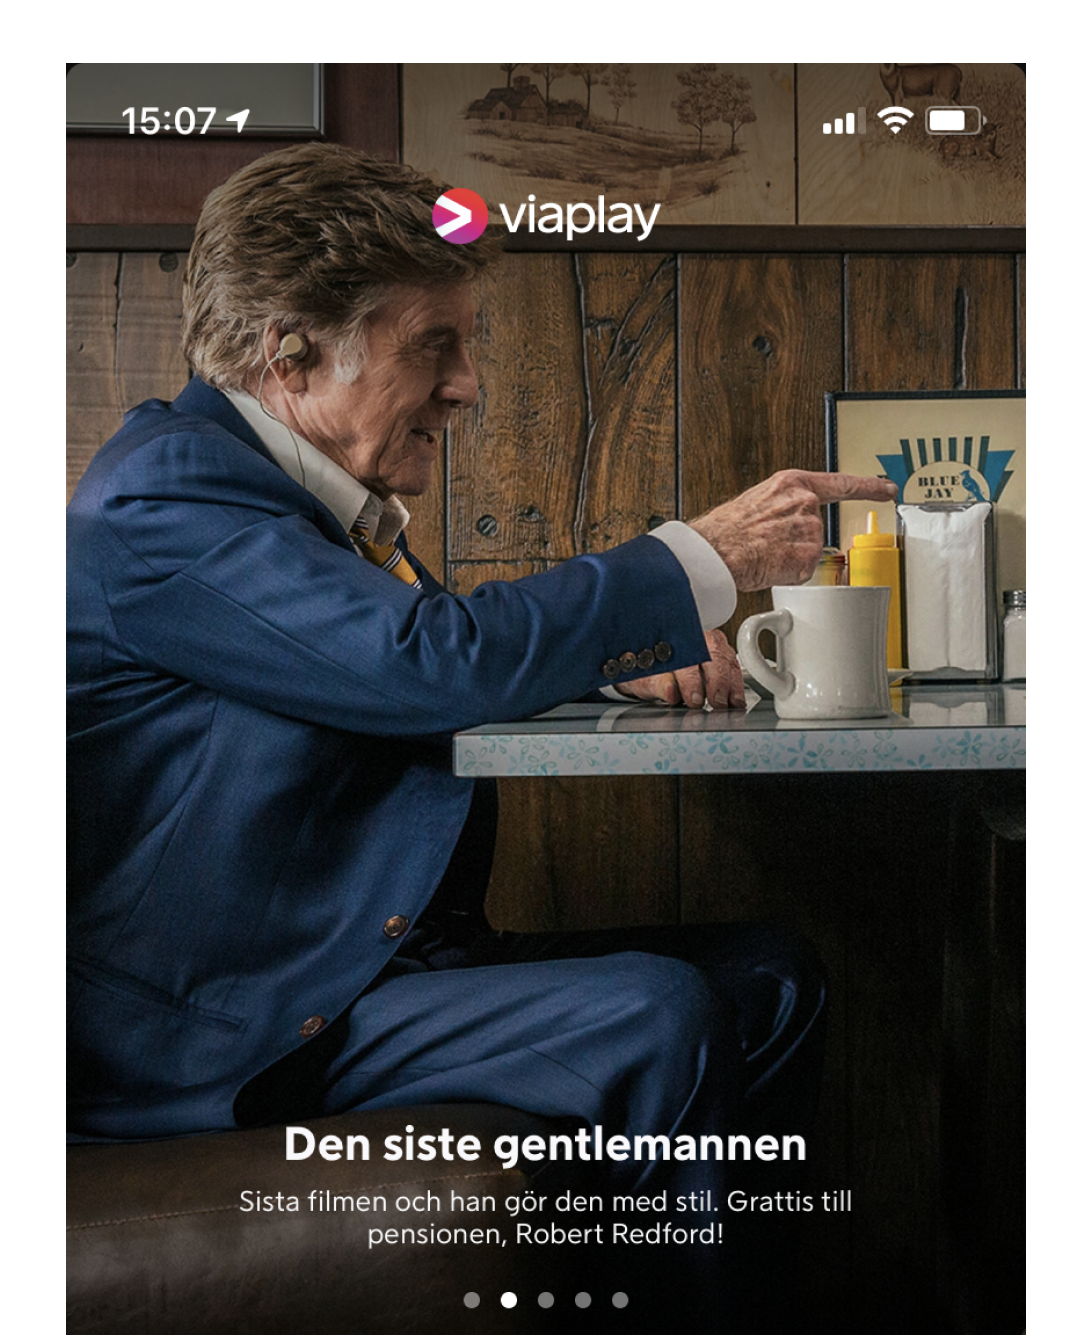 15:07
viaplay
BLUE
JAY
Den siste gentlemannen
Sista filmen och han gör den med stil. Grattis till
pensionen, Robert Redford!